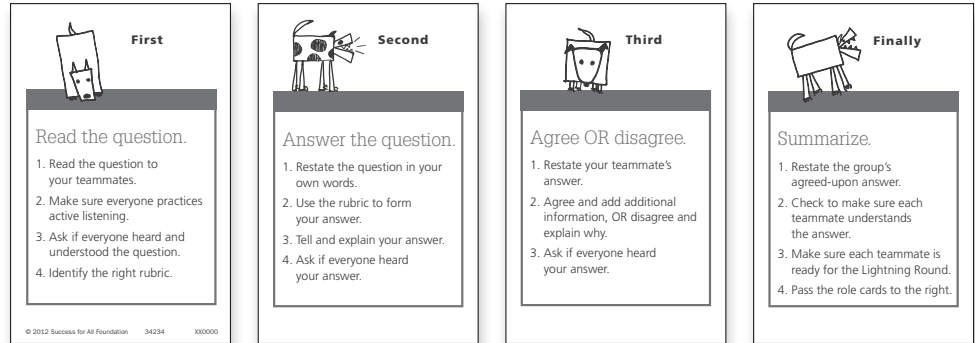 First
Read the question.
1. Read the question to
your teammates.
2. Make sure everyone practices
active listening.
3. Ask if everyone heard and
understood the question.
4. Identify the right rubric.
© 2012 Success for All Foundation 34234 XX0000
Second
Answer the question.
1. Restate the question in your
own words.
2. Use the rubric to form
your answer.
3. Tell and explain your answer.
4. Ask if everyone heard
your answer.
Third
Agree OR disagree.
1. Restate your teammate's
answer.
2. Agree and add additional
information, OR disagree and
explain why.
3. Ask if everyone heard
your answer.
Finally
Summarize.
1. Restate the group's
agreed-upon answer.
2. Check to make sure each
teammate understands
the answer.
3. Make sure each teammate is
ready for the Lightning Round.
4. Pass the role cards to the right.